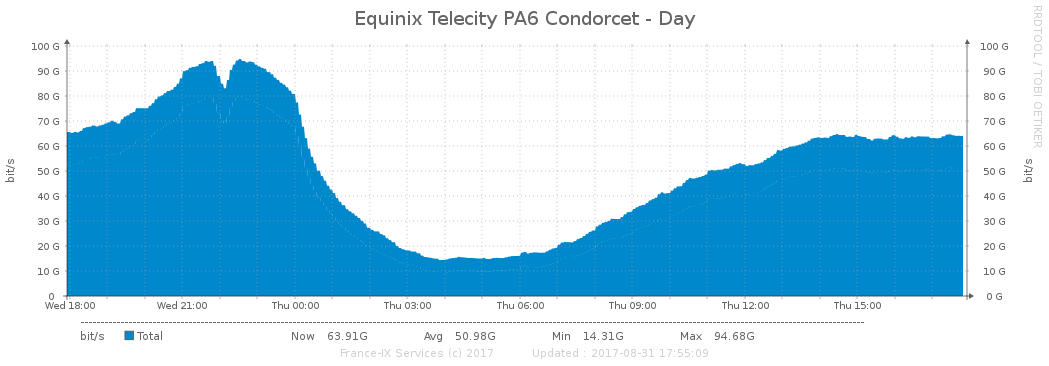 Equinix Telecity PA6 Condorcet - Day
RRDTOOL / TOBI OETIKER
bit/s
bit/s
100 G 100 G
90 G 90 G
80 G 80 G
70 G 70 G
60 G 60 G
50 G 50 G
40 G 40 G
30 G 30 G
20 G 20 G
10 G 10 G
0 0 G
Wed 18:00 Wed 21:00 Thu 00:00 Thu 03:00 Thu 06:00 Thu 09:00 Thu 12:00 Thu 15:00
bit/s Total Now 63.91G Avg 50.98G Min 14.31G Max 94.68G
France-IX Services (c) 2017 Updated : 2017-08-31 17:55:09